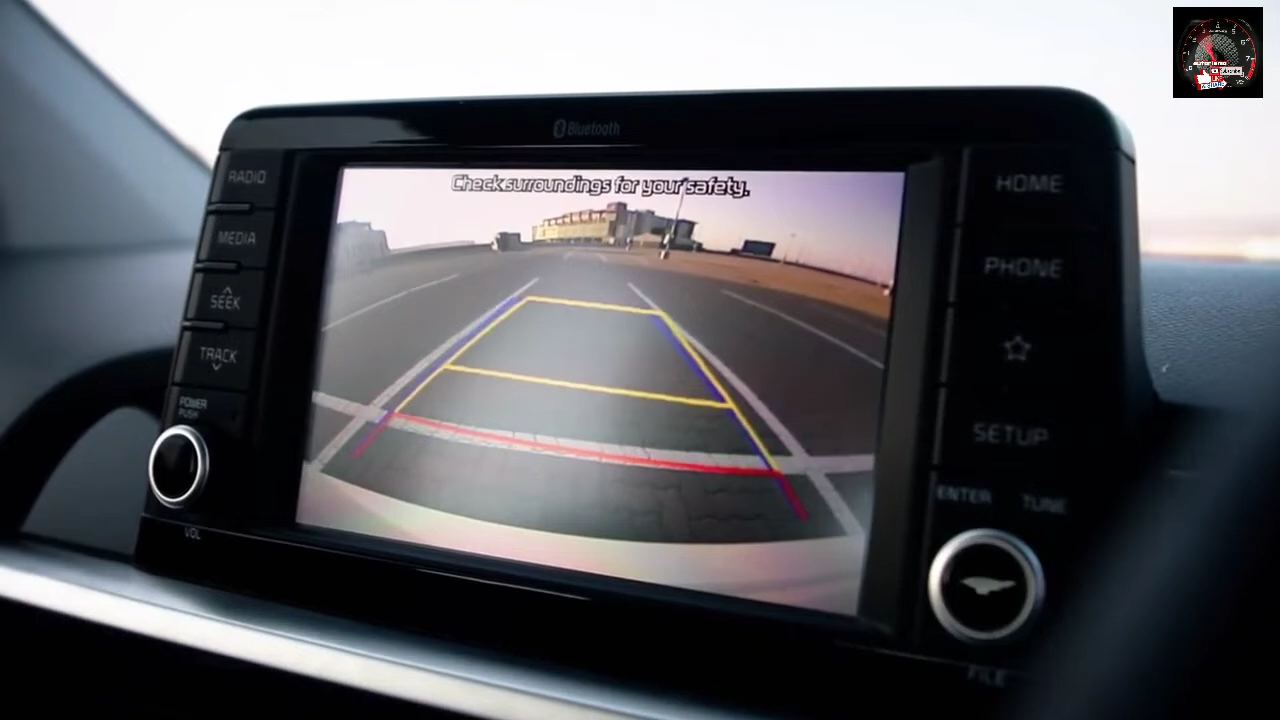 Bluetooth
Check surroundings for your safety.
RADIO
MEDIA
SEEK
TRACK
POWER
PUSH
VOL
HOME
PHONE
SETUP
ENTER
TUNE
FILE